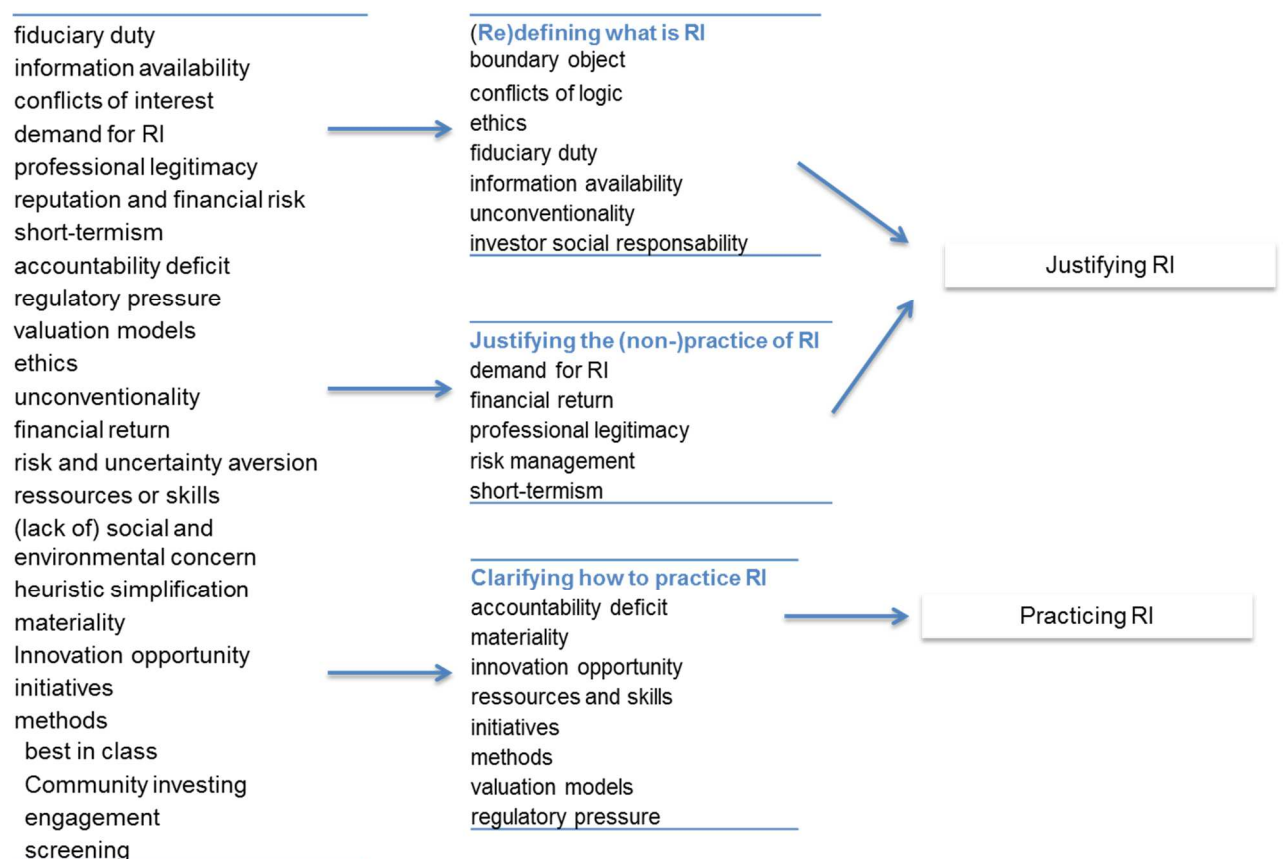 fiduciary duty
information availability
conflicts of interest
demand for RI
professional legitimacy
reputation and financial risk
short-termism
accountability deficit
regulatory pressure
valuation models
ethics
unconventionality
financial return
risk and uncertainty aversion
ressources or skills
(lack of) social and
environmental concern
heuristic simplification
materiality
Innovation opportunity
initiatives
methods
best in class
Community investing
engagement
screening
(Re)defining what is RI
boundary object
conflicts of logic
ethics
fiduciary duty
information availability
unconventionality
investor social responsability
Justifying the (non-)practice of RI
demand for RI
financial return
professional legitimacy
risk management
short-termism
Clarifying how to practice RI
accountability deficit
materiality
innovation opportunity
ressources and skills
initiatives
methods
valuation models
regulatory pressure
Justifying RI
Practicing RI